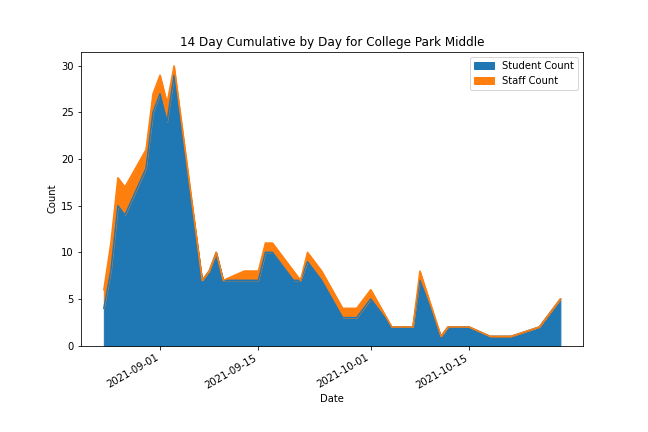 14 Day Cumulative by Day for College Park Middle
Student Count
Staff Count
Count
30
25
20
15
10
5
0
2021-09-01
2021-09-15
2021-10-01
2021-10-15
Date